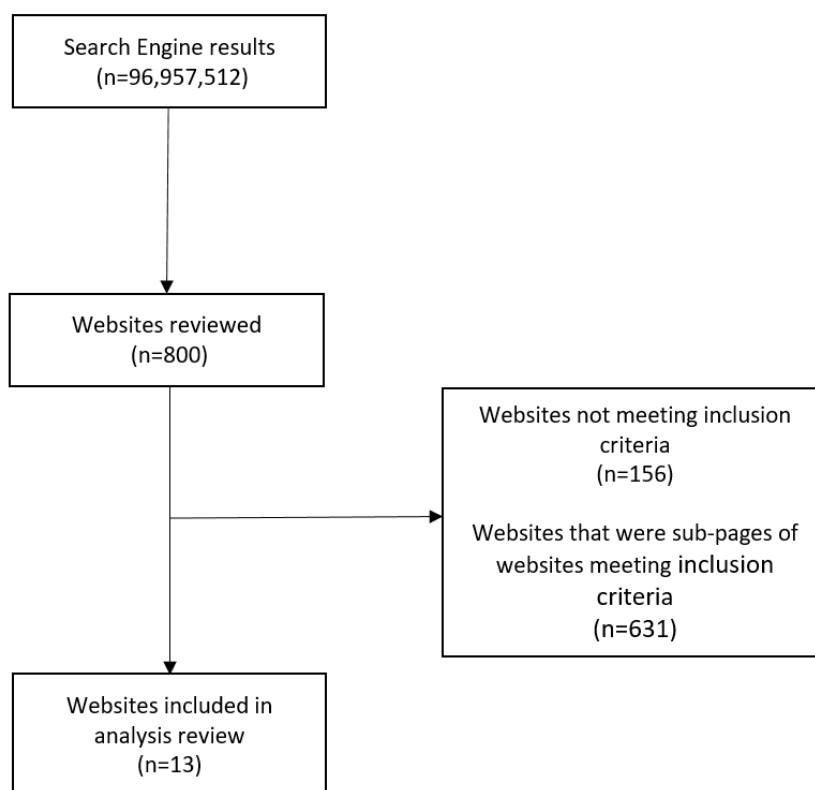 Search Engine results
(n=96,957,512)
Websites reviewed
(n=800)
Websites not meeting inclusion
criteria
(n=156)
Websites that were sub-pages of
websites meeting inclusion
criteria
(n=631)
Websites included in
analysis review
(n=13)